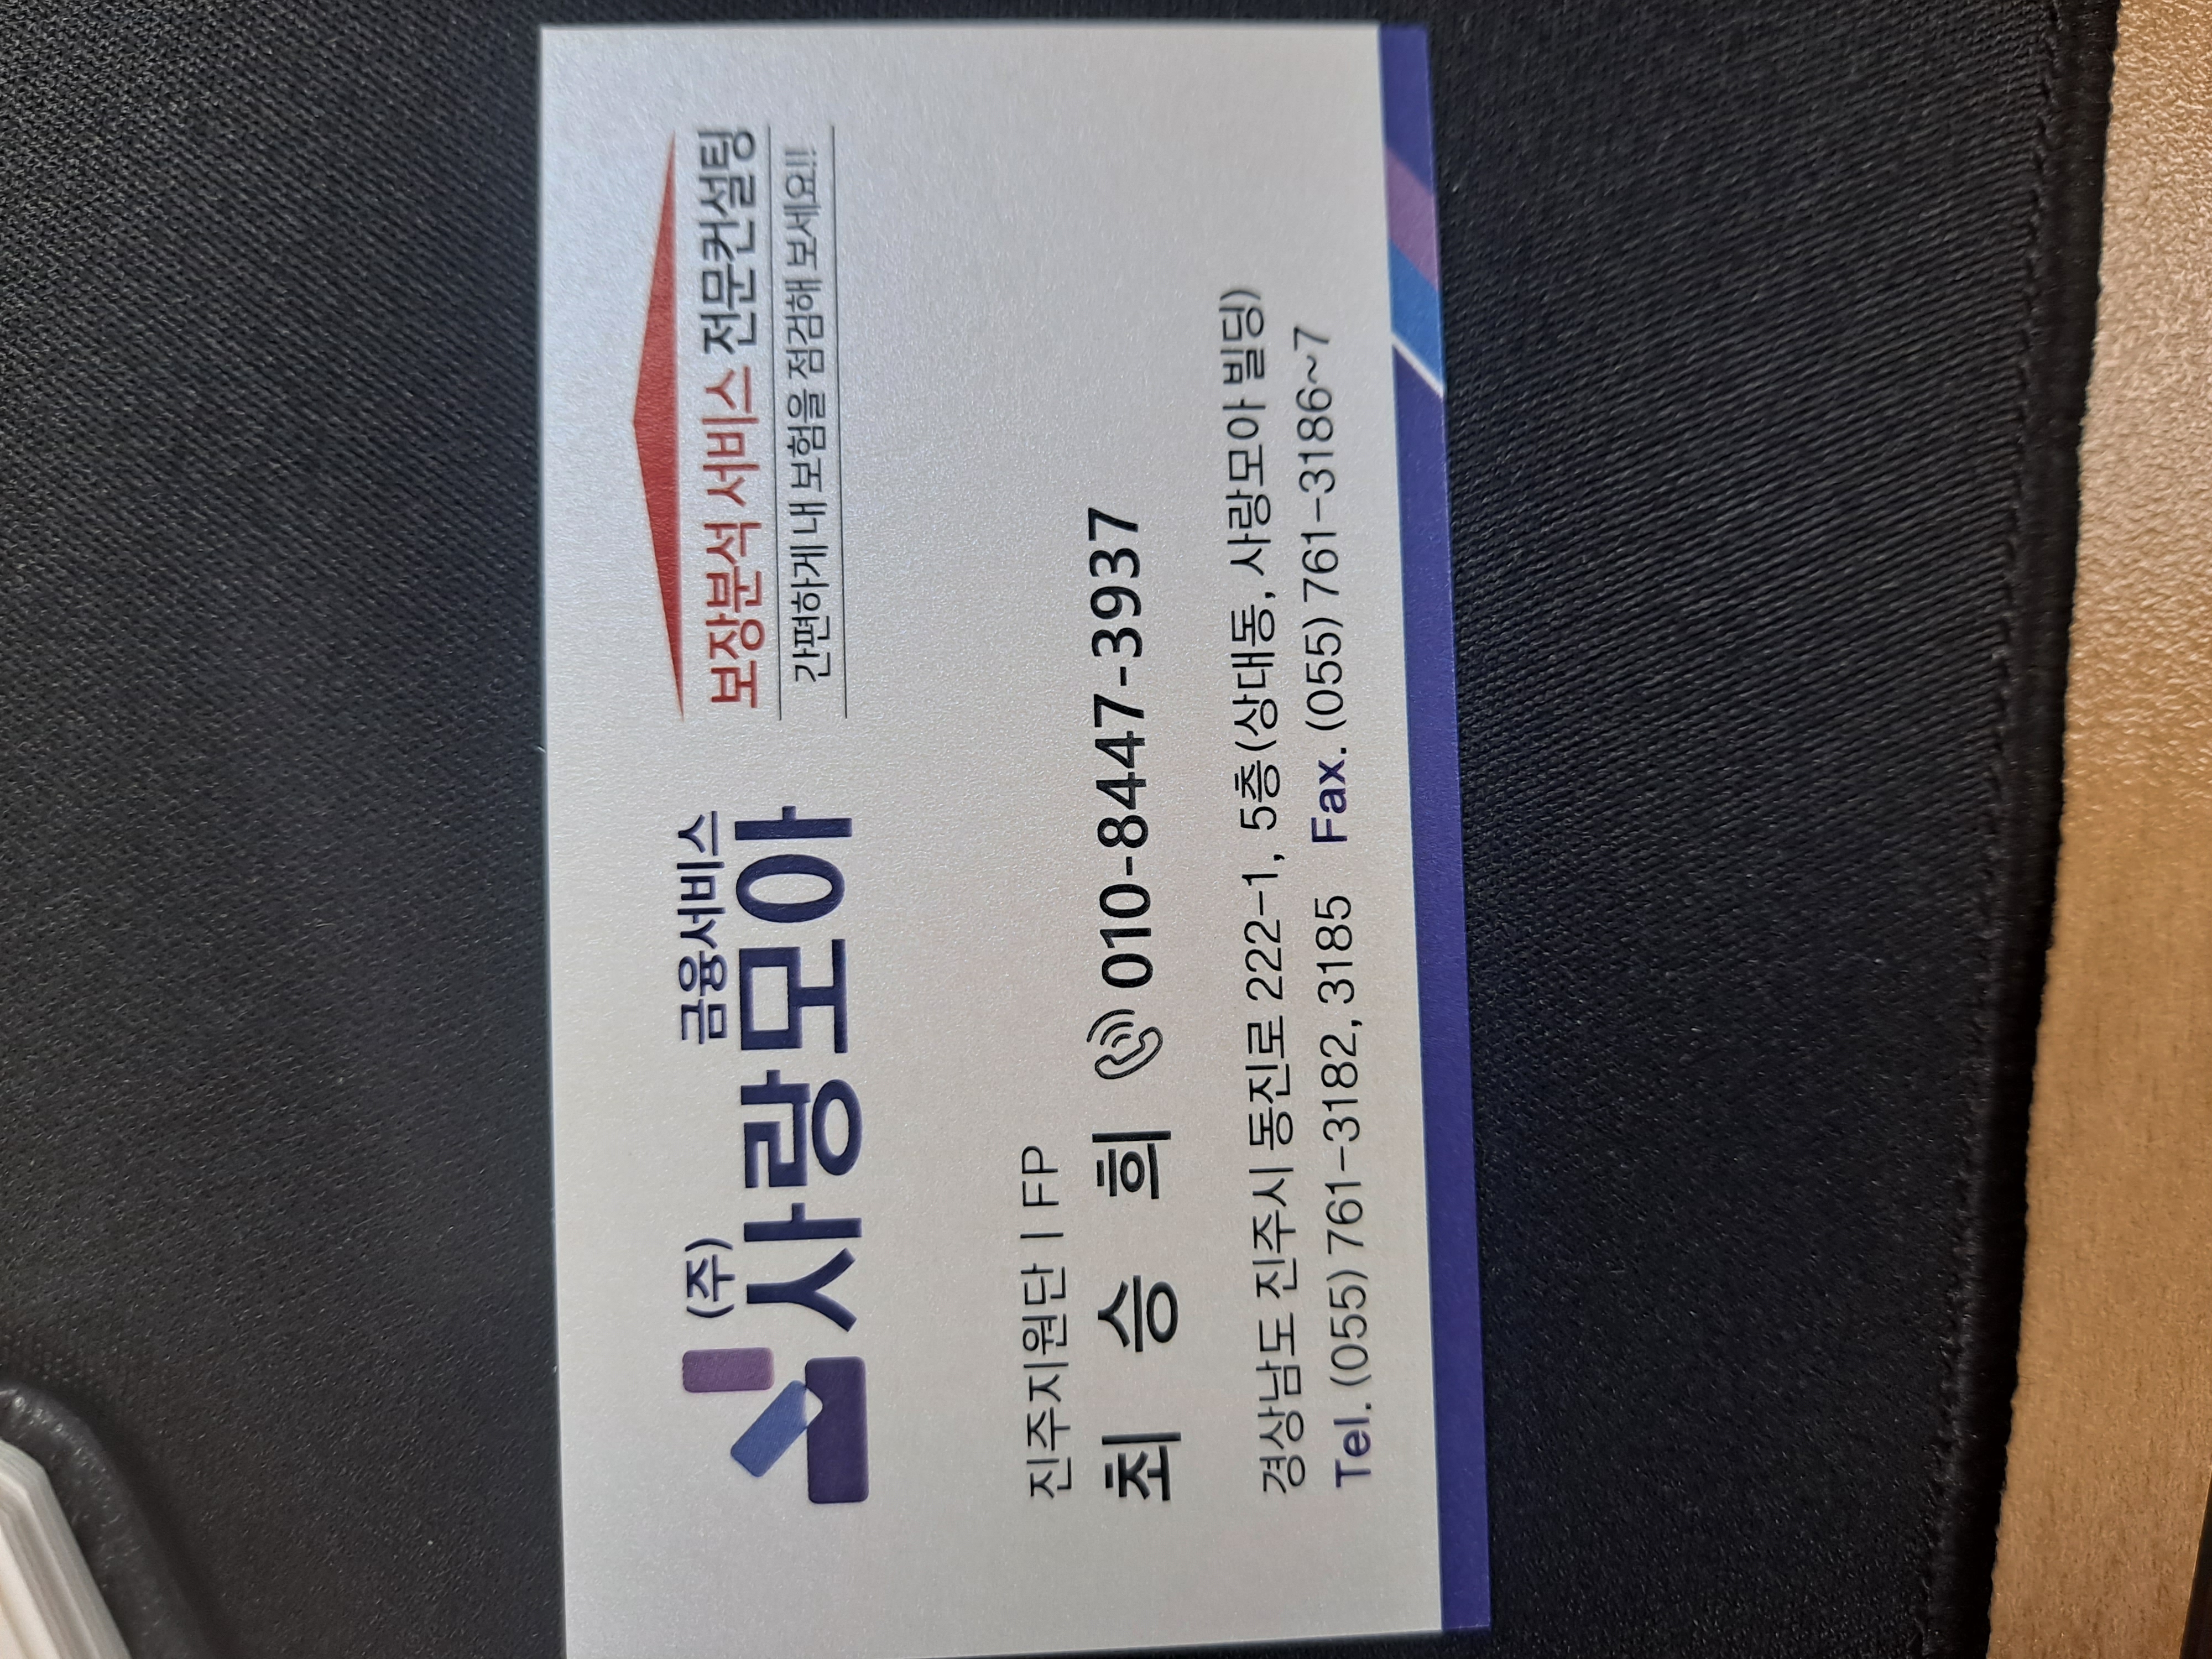 (주) 금융서비스
사랑모아
보장분석 서비스 전문컨설팅
간편하게 내 보험을 점검해 보세요!!
진주지원단 | FP
최 승 희 010-8447-3937
경상남도 진주시 동진로 222-1, 5층(상대동, 사랑모아 빌딩)
Tel. (055) 761-3182, 3185 Fax. (055) 761-3186~7